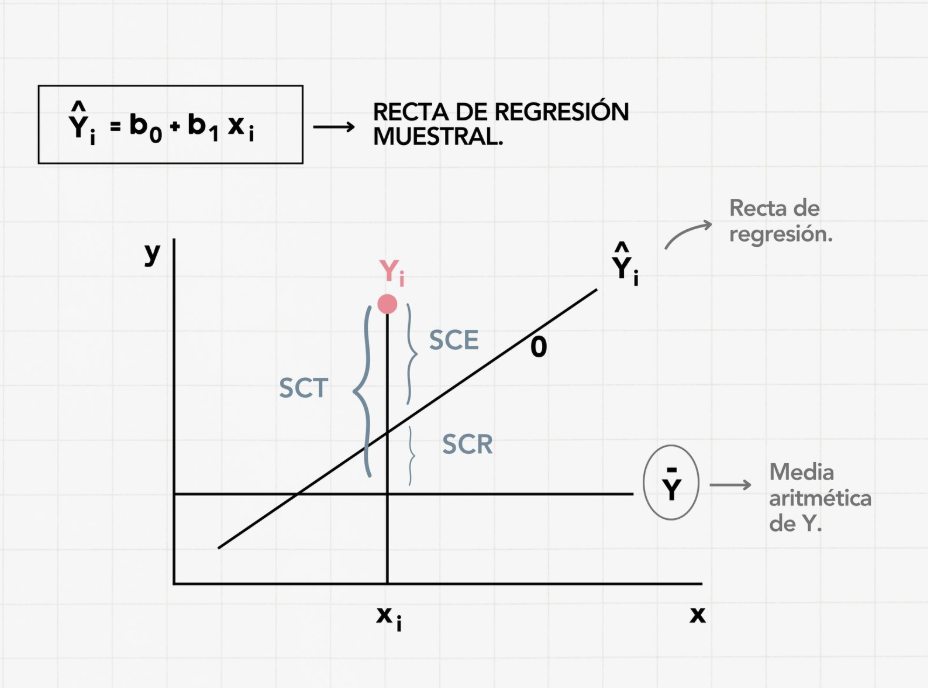 Ŷi = b₀ + b₁ xi
RECTA DE REGRESIÓN
MUESTRAL.
Recta de
regresión.
y
Ŷi
Yi
SCE
0
SCT
SCR
Ȳ
Media
aritmética
de Y.
xi
x